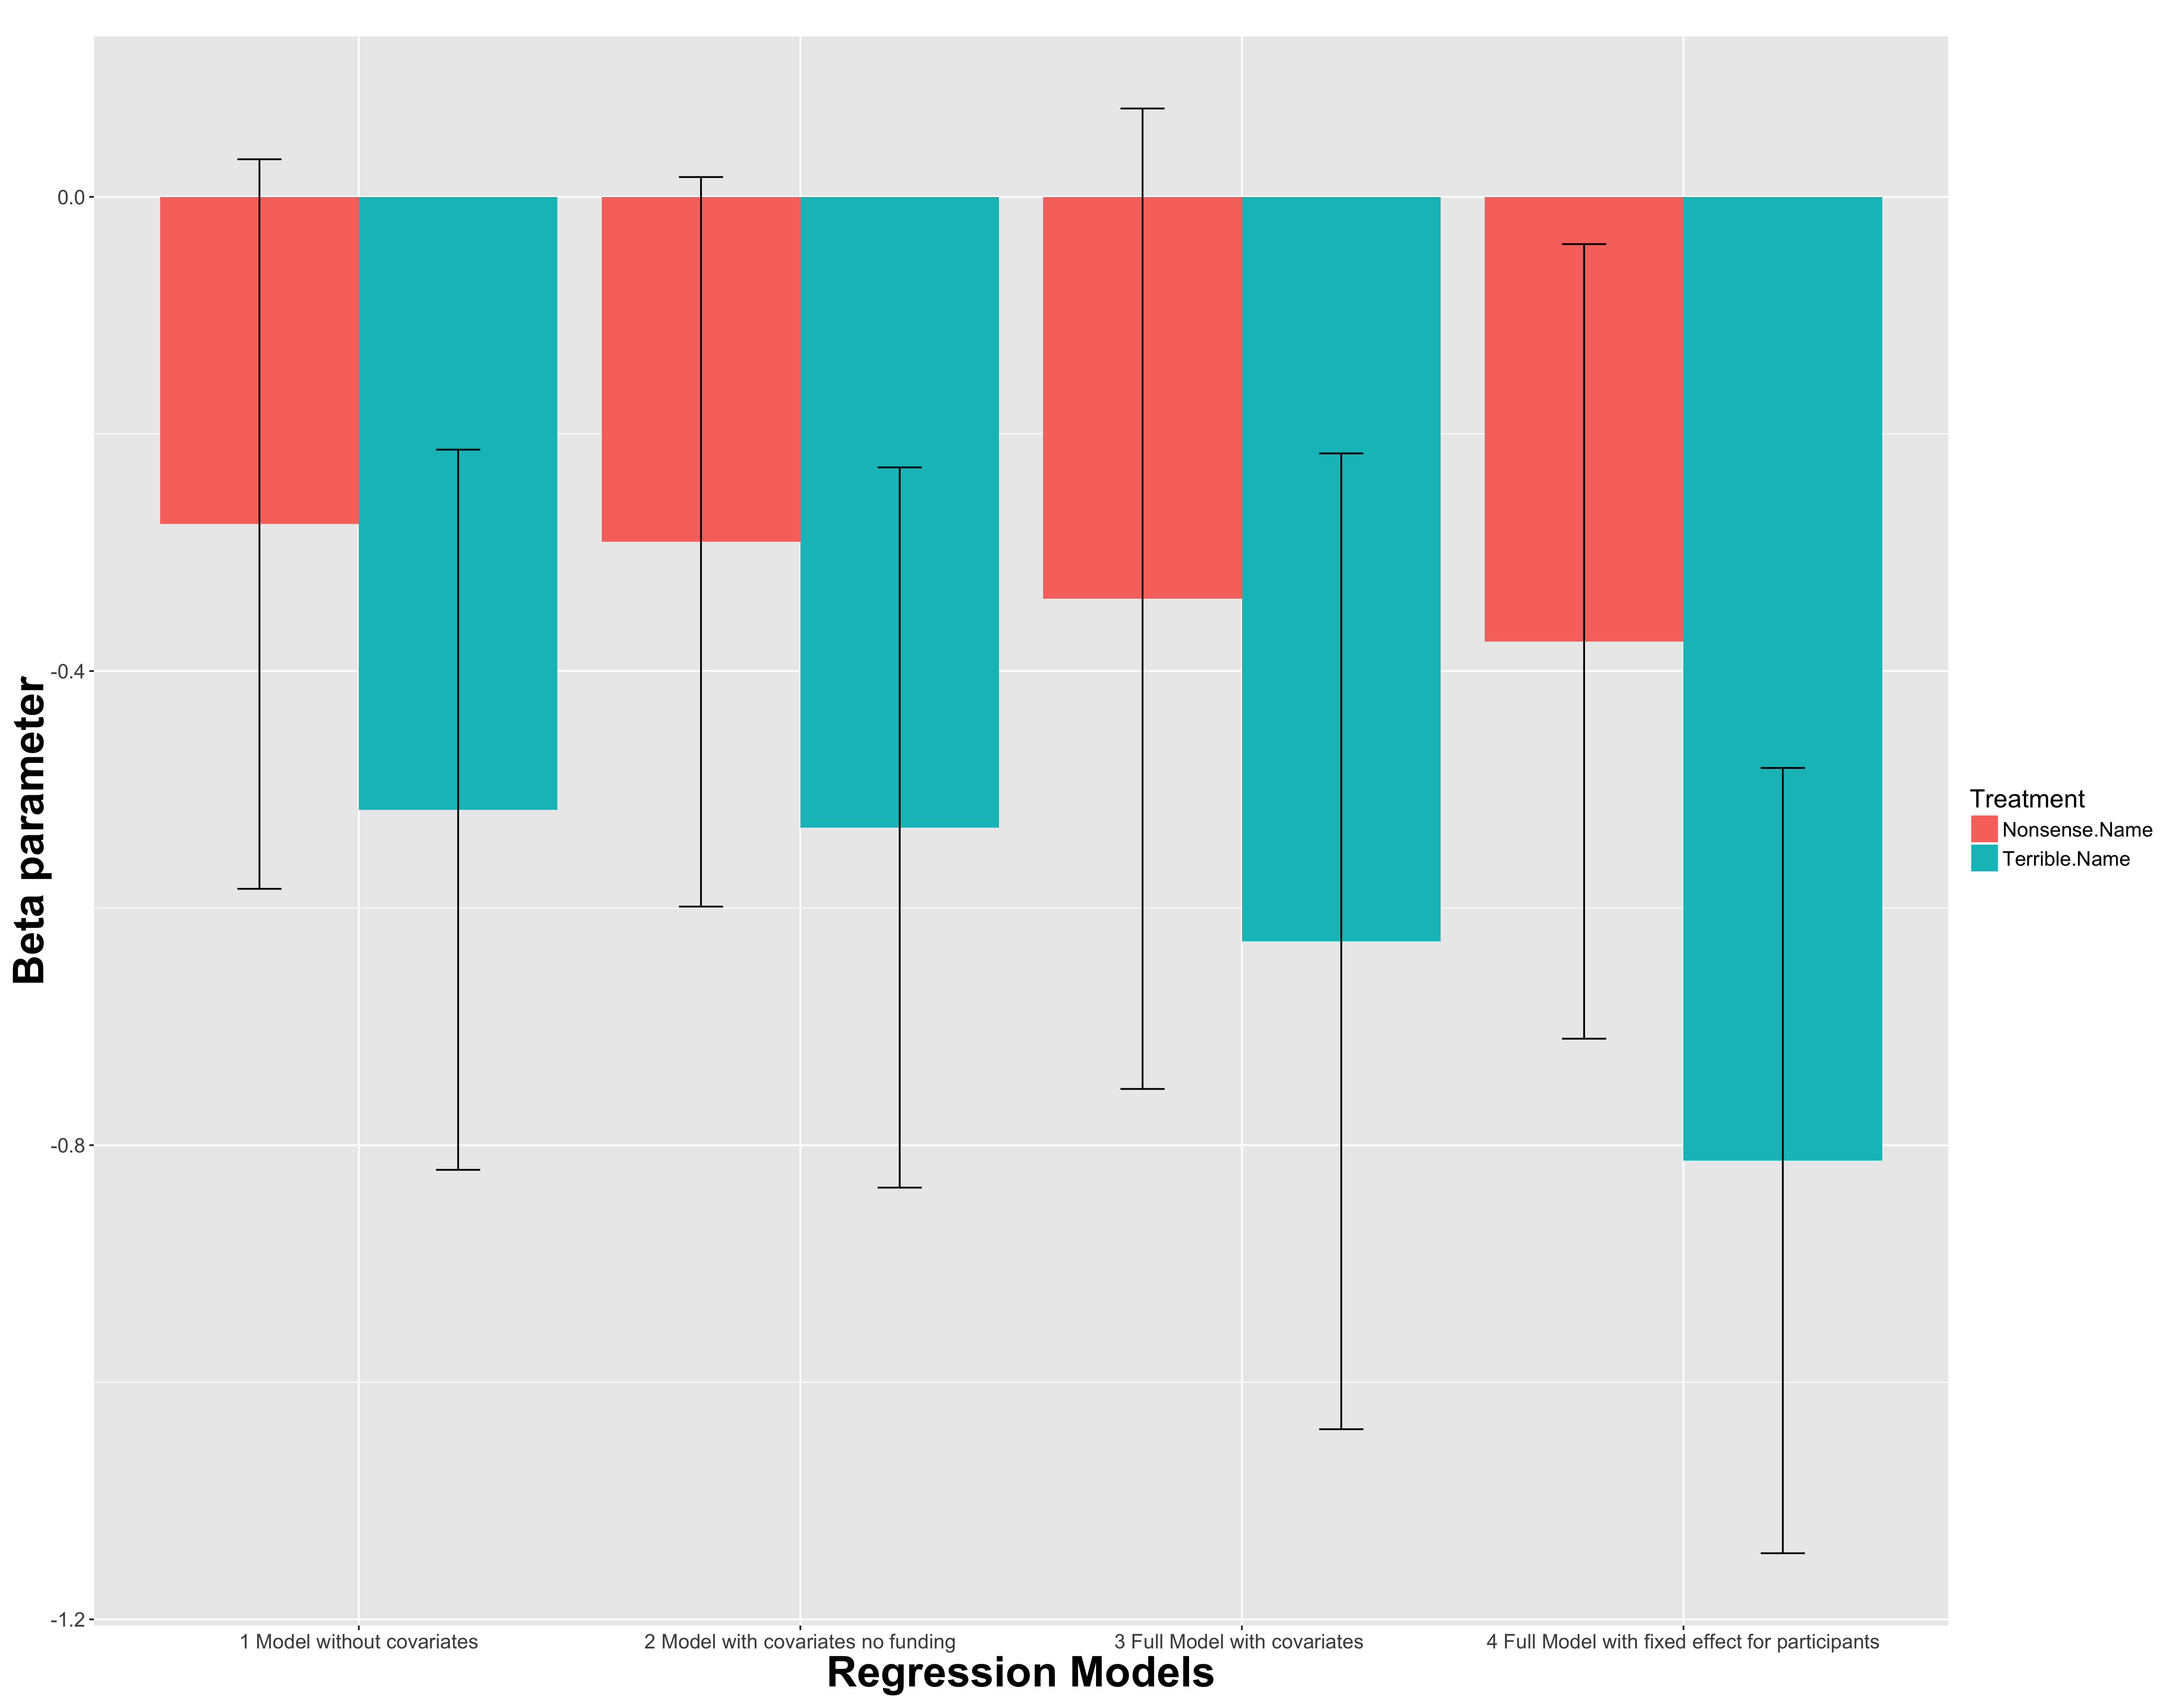 0.0
-0.4
-0.8
-1.2
Beta parameter
1 Model without covariates
2 Model with covariates no funding
3 Full Model with covariates
4 Full Model with fixed effect for participants
Regression Models
Treatment
Nonsense.Name
Terrible.Name